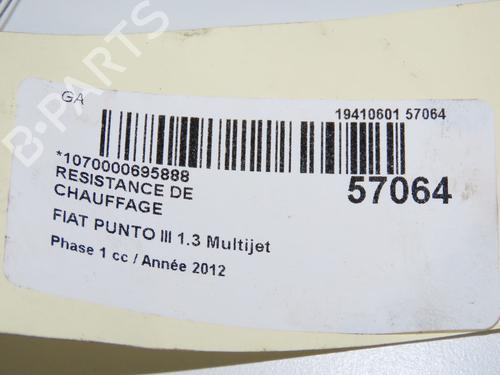 GA
19410601 57064
*1070000695888
57064
RESISTANCE DE
CHAUFFAGE
FIAT PUNTO III 1.3 Multijet
Phase 1 cc / Année 2012
B-PARTS